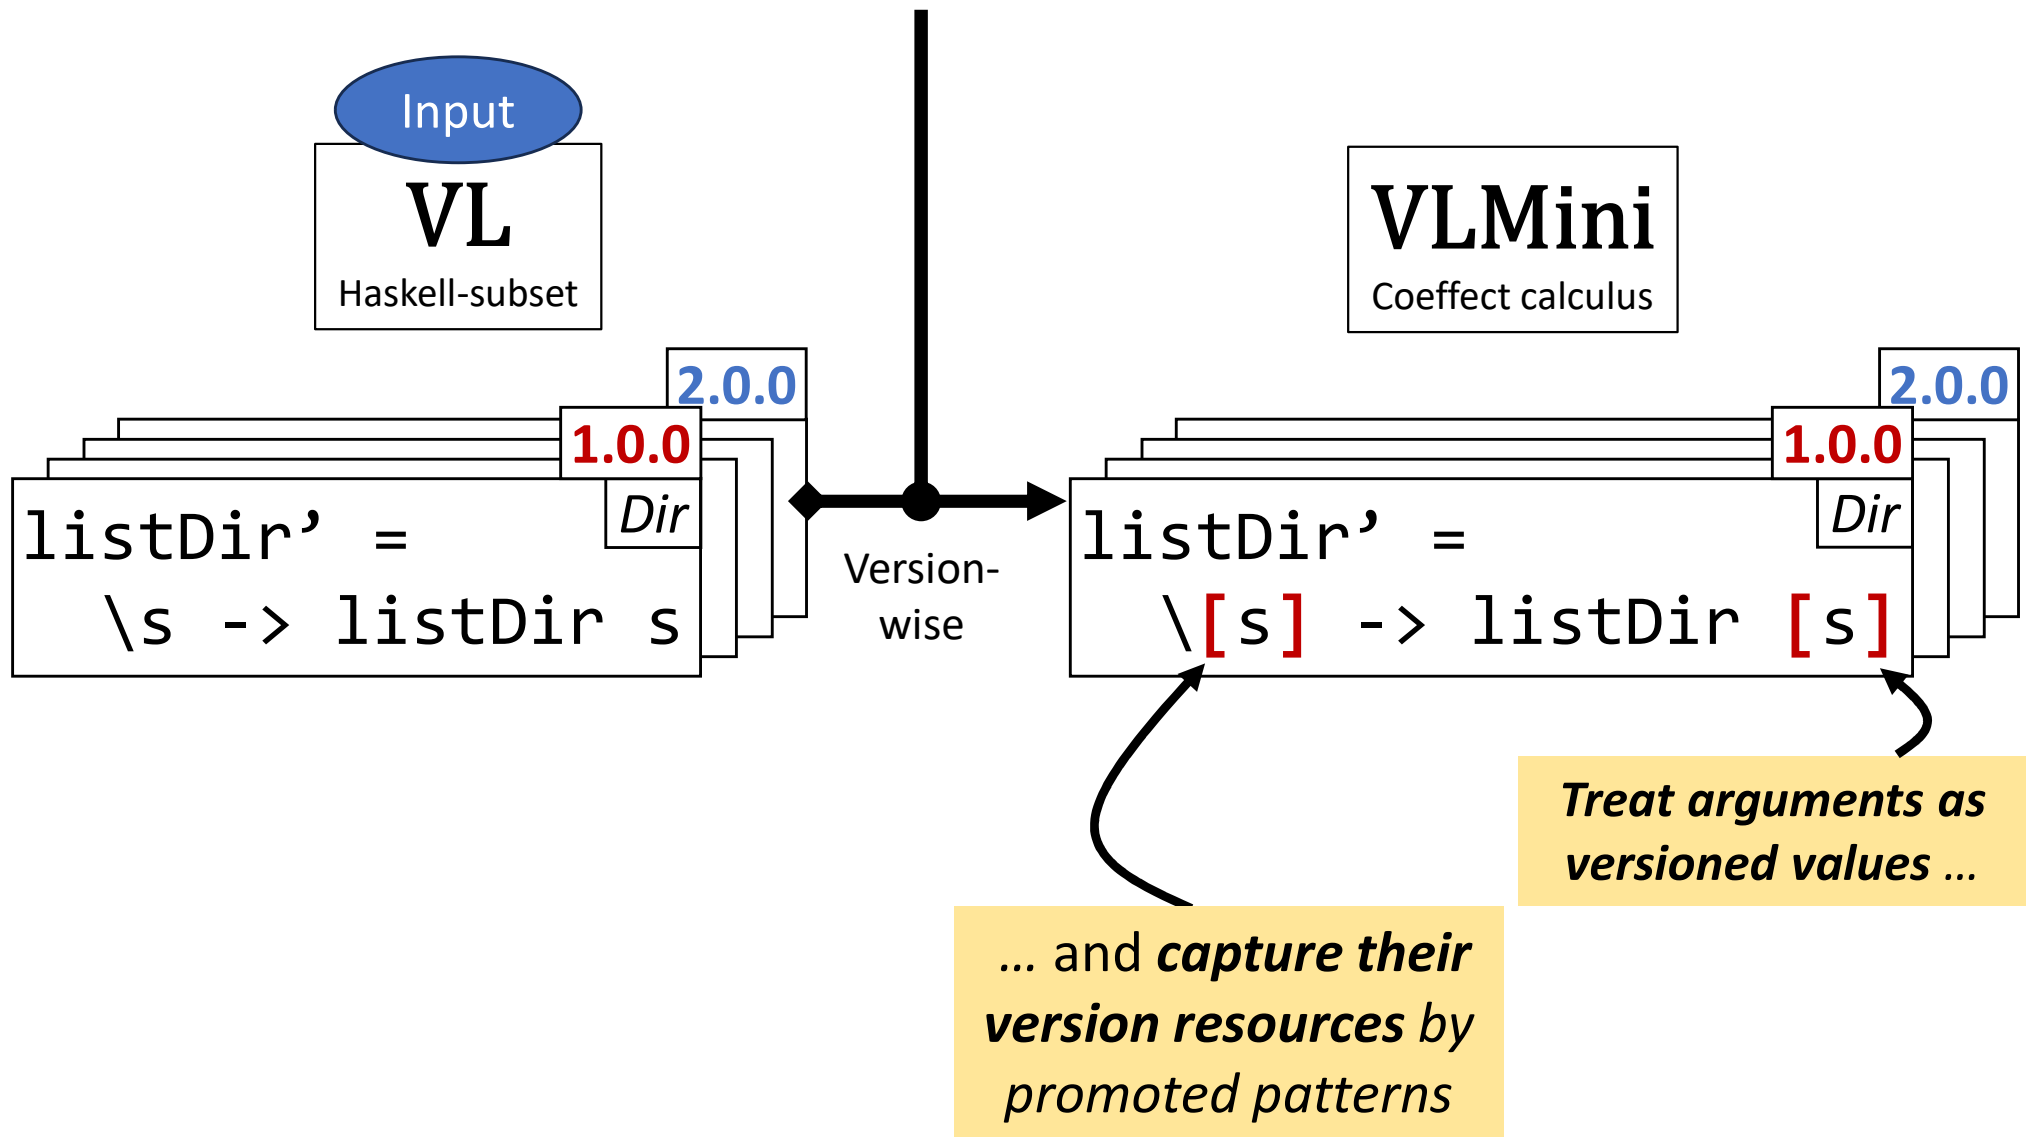 Input
VL
Haskell-subset
2.0.0
1.0.0
Dir
listDir’ =
\s -> listDir s
Version-
wise
VLMini
Coeffect calculus
2.0.0
1.0.0
Dir
listDir’ =
\[s] -> listDir [s]
Treat arguments as
versioned values …
… and capture their
version resources by
promoted patterns